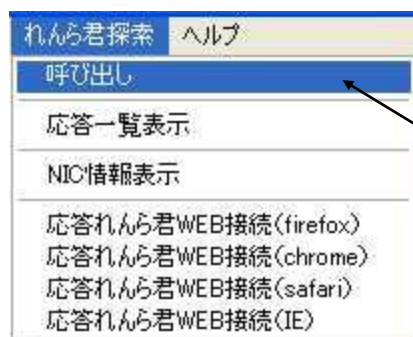 れんら君探索 ヘルプ
呼び出し
応答一覧表示
NIC情報表示
応答れんら君WEB接続(firefox)
応答れんら君WEB接続(chrome)
応答れんら君WEB接続(safari)
応答れんら君WEB接続(IE)